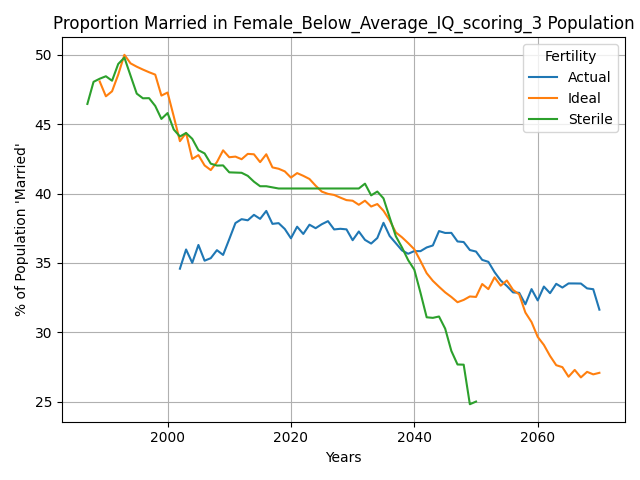 Proportion Married in Female_Below_Average_IQ_scoring_3 Population
% of Population 'Married'
50
45
40
35
30
25
Fertility
Actual
Ideal
Sterile
2000
2020
2040
2060
Years